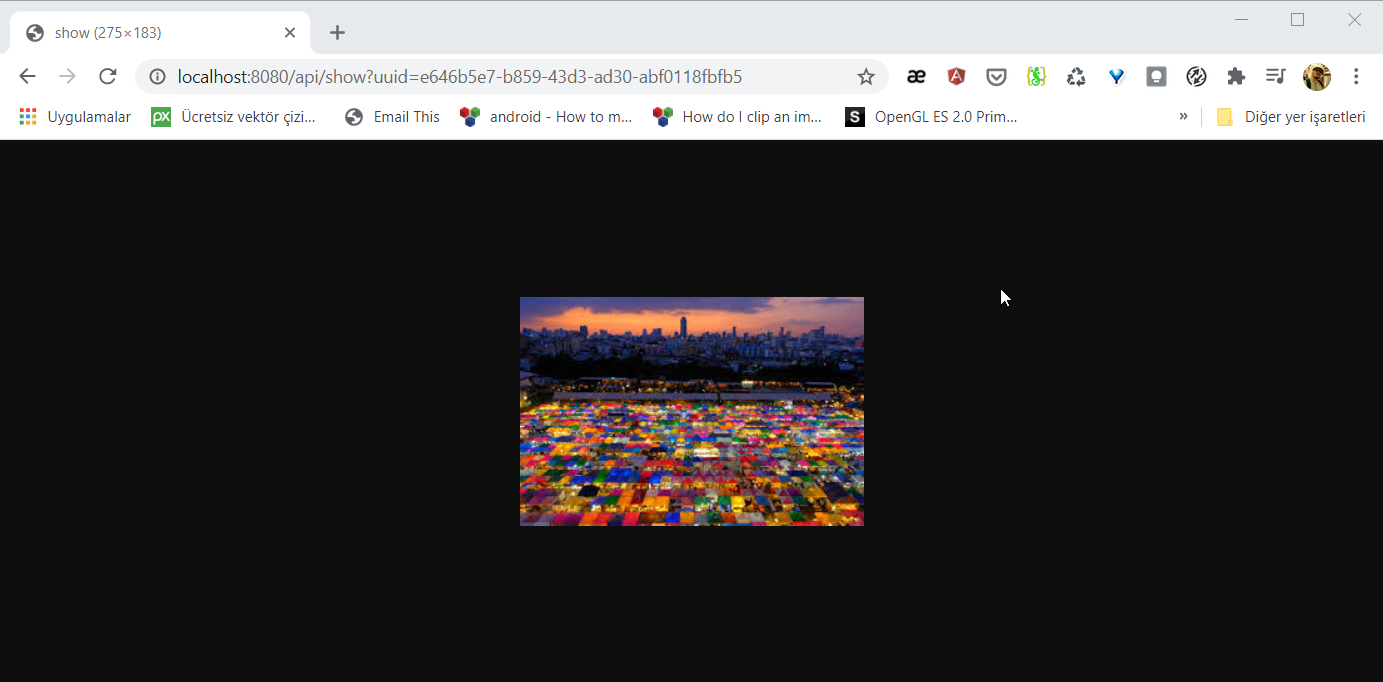 show (275×183)
localhost:8080/api/show?uuid=e646b5e7-b859-43d3-ad30-abf0118fbfb5
æ
A
Uygulamalar
px
Ücretsiz vektör çizi...
Email This
android - How to m...
How do I clip an im...
S
OpenGL ES 2.0 Prim...
»
Diğer yer işaretleri